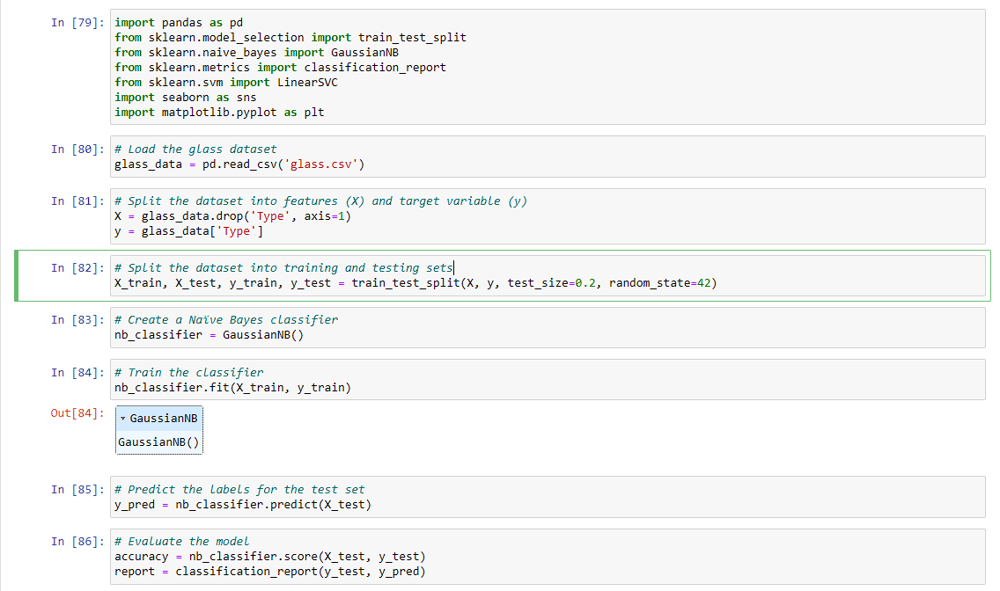 In [79]: import pandas as pd
from sklearn.model_selection import train_test_split
from sklearn.naive_bayes import GaussianNB
from sklearn.metrics import classification_report
from sklearn.svm import LinearSVC
import seaborn as sns
import matplotlib.pyplot as plt
In [80]: # Load the glass dataset
glass_data = pd.read_csv('glass.csv')
In [81]: # Split the dataset into features (X) and target variable (y)
X = glass_data.drop('Type', axis=1)
y = glass_data['Type']
In [82]: # Split the dataset into training and testing sets
X_train, X_test, y_train, y_test = train_test_split(X, y, test_size=0.2, random_state=42)
In [83]: # Create a Naïve Bayes classifier
nb_classifier = GaussianNB()
In [84]: # Train the classifier
nb_classifier.fit(X_train, y_train)
Out[84]: ▾ GaussianNB
GaussianNB()
In [85]: # Predict the labels for the test set
y_pred = nb_classifier.predict(X_test)
In [86]: # Evaluate the model
accuracy = nb_classifier.score(X_test, y_test)
report = classification_report(y_test, y_pred)